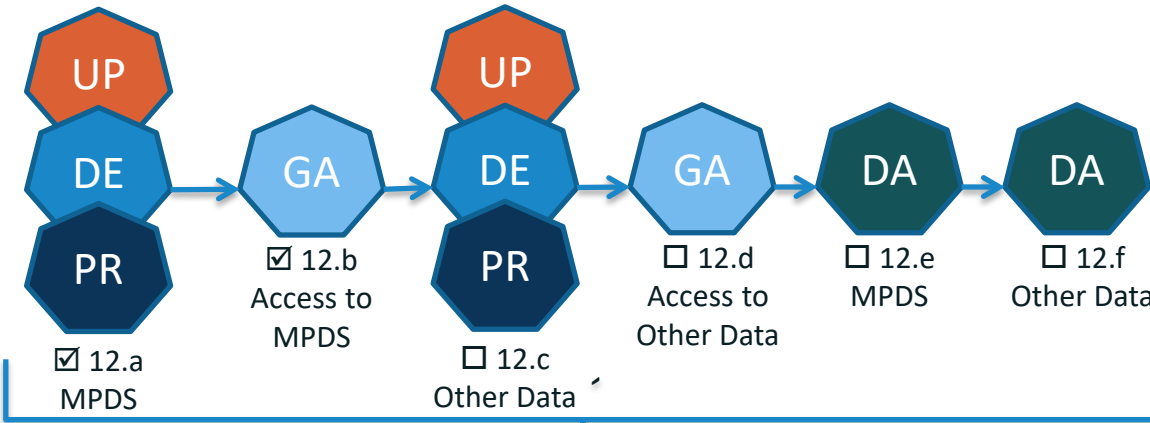 UP
DE
PR
☑ 12.a
MPDS
GA
☑ 12.b
Access to
MPDS
UP
DE
PR
☐ 12.c
Other Data
GA
☐ 12.d
Access to
Other Data
DA
☐ 12.e
MPDS
DA
☐ 12.f
Other Data